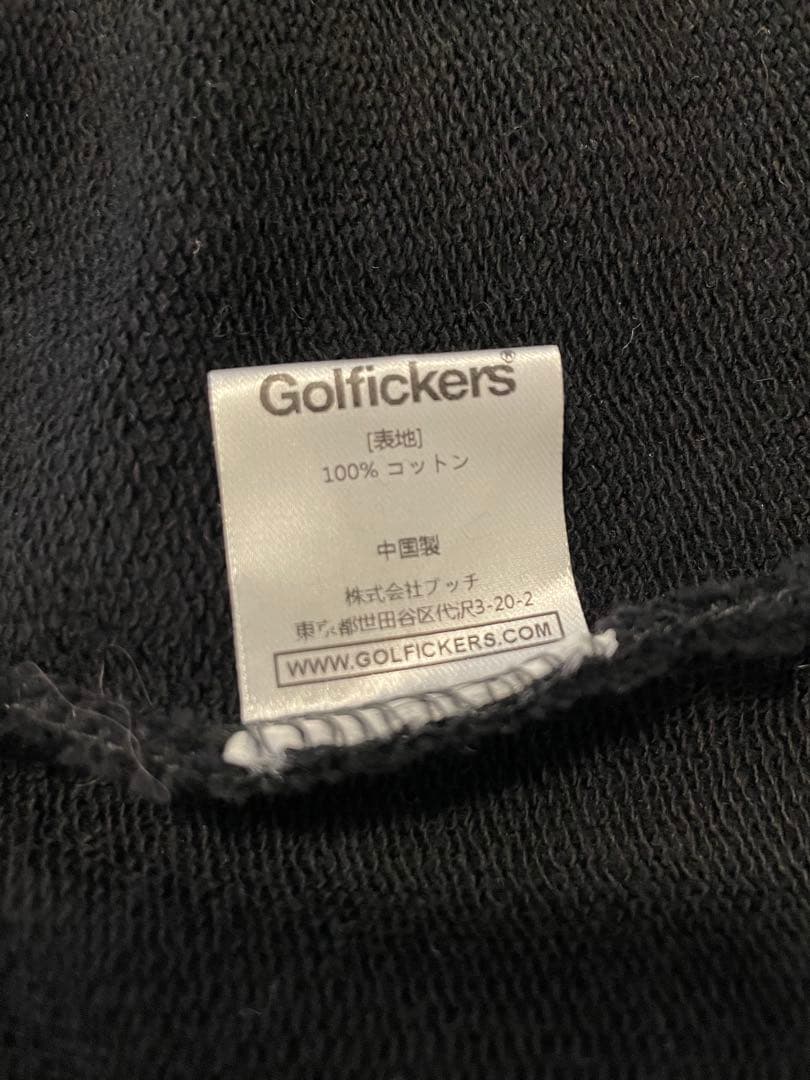 Golfickers®
[表地]
100% コットン
中国製
株式会社ブッチ
東京都世田谷区代沢3-20-2
WWW.GOLFICKERS.COM